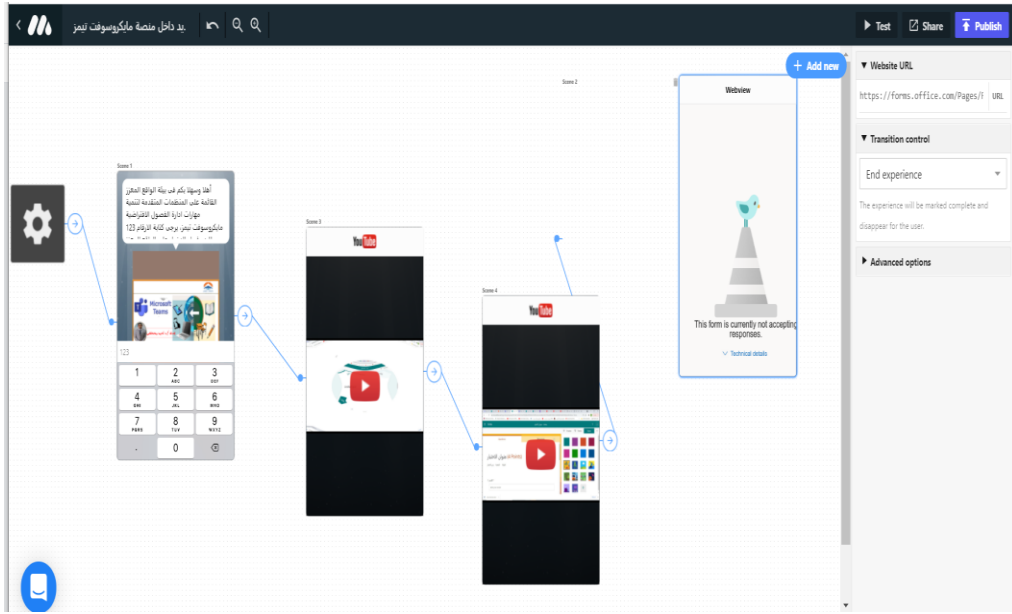 يد داخل منصة مايكروسوفت تيمز.
Test
Share
Publish
Add new
Website URL
https://forms.office.com/Pages/F
URL
Transition control
End experience
The experience will be marked complete and
disappear for the user.
Advanced options
Scene 1
أهلا وسهلا بكم في بيئة الواقع المعزز
القائمة على المنظمات المتقدمة لتنمية
مهارات ادارة الفصول الافتراضية
مايكروسوفت تيمز، يرجى كتابة الارقام 123
Microsoft
Teams
123
1
2
ABC
3
DEF
4
GHI
5
JKL
6
MNO
7
PQRS
8
TUV
9
WXYZ
.
0
Scene 3
YouTube
Scene 4
YouTube
Scene 2
Webview
This form is currently not accepting
responses.
Technical details